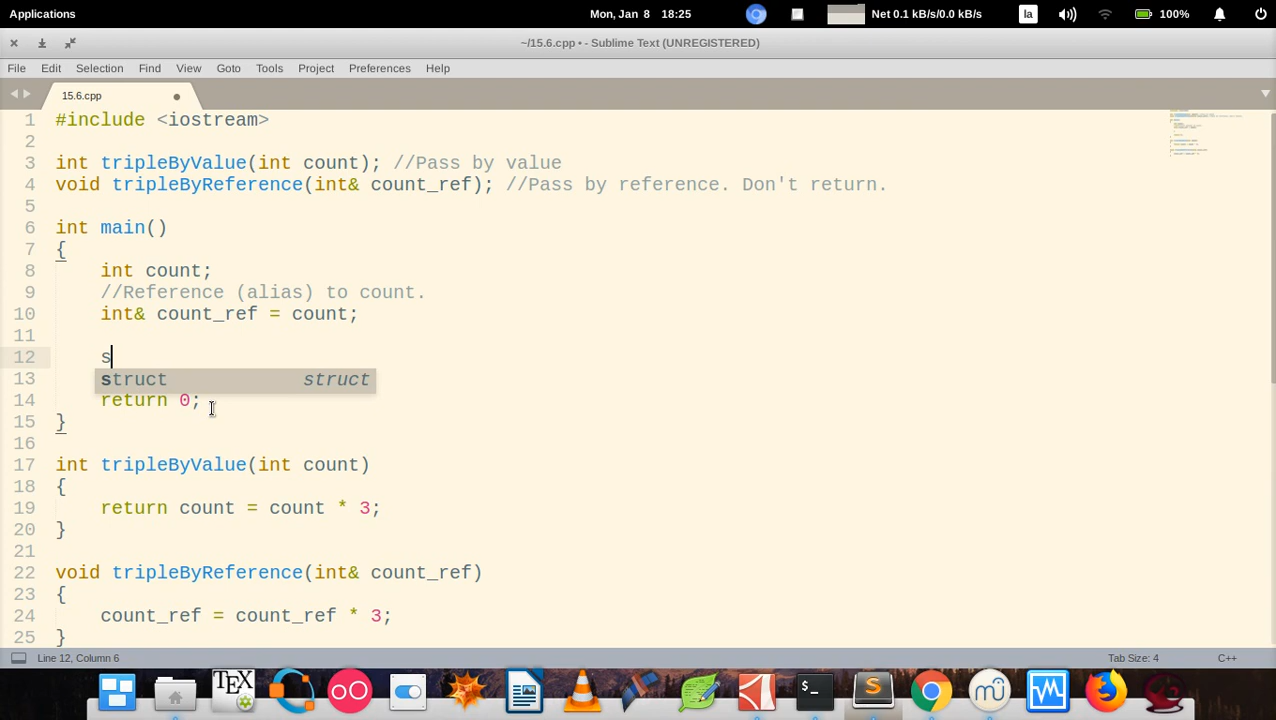 Applications
Mon, Jan 8 18:25
Net 0.1 kB/s/0.0 kB/s
la
100%
~/15.6.cpp • - Sublime Text (UNREGISTERED)
File Edit Selection Find View Goto Tools Project Preferences Help
15.6.cpp
1 #include <iostream>
2
3 int tripleByValue(int count); //Pass by value
4 void tripleByReference(int& count_ref); //Pass by reference. Don't return.
5
6 int main()
7 {
8     int count;
9     //Reference (alias) to count.
10     int& count_ref = count;
11
12     s
struct struct
13
14     return 0;
15 }
16
17 int tripleByValue(int count)
18 {
19     return count = count * 3;
20 }
21
22 void tripleByReference(int& count_ref)
23 {
24     count_ref = count_ref * 3;
25 }
Line 12, Column 6
Tab Size: 4
C++
TEX